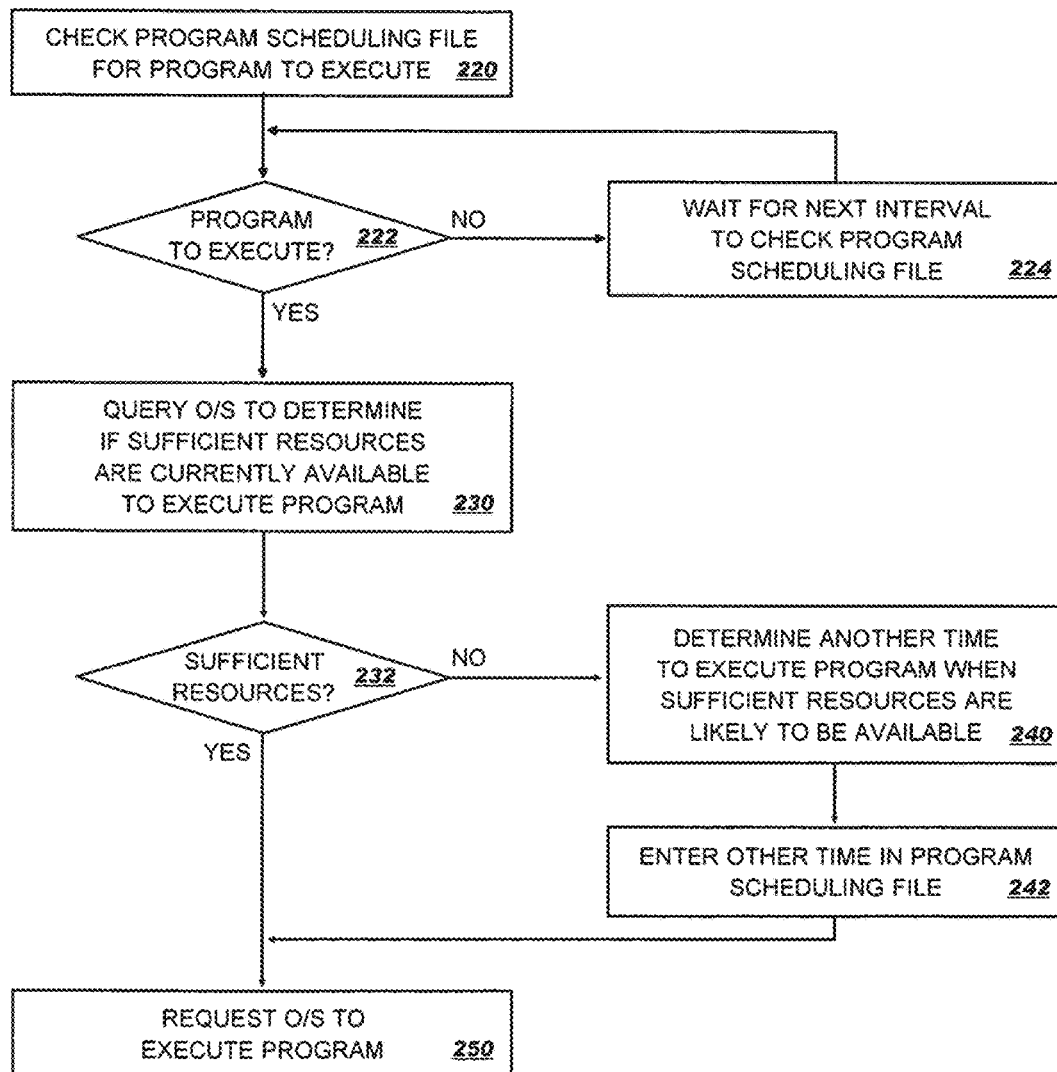 CHECK PROGRAM SCHEDULING FILE
FOR PROGRAM TO EXECUTE 220
PROGRAM
TO EXECUTE? 222
NO
WAIT FOR NEXT INTERVAL
TO CHECK PROGRAM
SCHEDULING FILE 224
YES
QUERY O/S TO DETERMINE
IF SUFFICIENT RESOURCES
ARE CURRENTLY AVAILABLE
TO EXECUTE PROGRAM 230
SUFFICIENT
RESOURCES? 232
NO
DETERMINE ANOTHER TIME
TO EXECUTE PROGRAM WHEN
SUFFICIENT RESOURCES ARE
LIKELY TO BE AVAILABLE 240
YES
ENTER OTHER TIME IN PROGRAM
SCHEDULING FILE 242
REQUEST O/S TO
EXECUTE PROGRAM 250